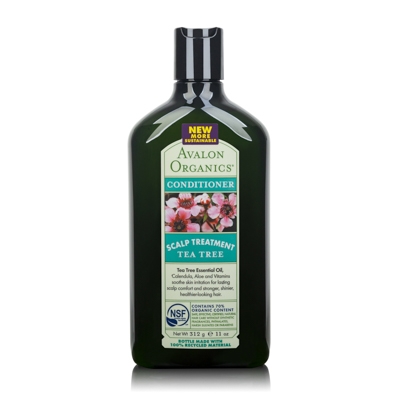 NEW
MORE
SUSTAINABLE
AVALON
ORGANICS®
CONDITIONER
SCALP TREATMENT
TEA TREE
Tea Tree Essential Oil,
Calendula, Aloe and Vitamins
soothe skin irritation for lasting
scalp comfort and stronger, shinier,
healthier-looking hair.
NSF
CONTAINS 70%
ORGANIC CONTENT
Net Wt 312 g e 11 oz
BOTTLE MADE WITH
100% RECYCLED MATERIAL